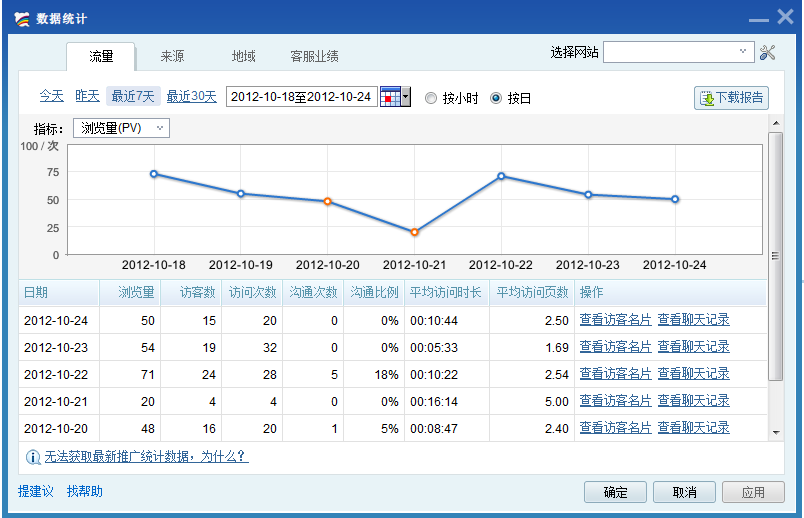 数据统计
流量 来源 地域 客服业绩 选择网站
今天 昨天 最近7天 最近30天 2012-10-18至2012-10-24 按小时 按日 下载报告
指标： 浏览量(PV)
100 / 次
75
50
25
0
2012-10-18 2012-10-19 2012-10-20 2012-10-21 2012-10-22 2012-10-23 2012-10-24
日期 浏览量 访客数 访问次数 沟通次数 沟通比例 平均访问时长 平均访问页数 操作
2012-10-24 50 15 20 0 0% 00:10:44 2.50 查看访客名片 查看聊天记录
2012-10-23 54 19 32 0 0% 00:05:33 1.69 查看访客名片 查看聊天记录
2012-10-22 71 24 28 5 18% 00:10:22 2.54 查看访客名片 查看聊天记录
2012-10-21 20 4 4 0 0% 00:16:14 5.00 查看访客名片 查看聊天记录
2012-10-20 48 16 20 1 5% 00:08:47 2.40 查看访客名片 查看聊天记录
无法获取最新推广统计数据，为什么？
提建议 找帮助 确定 取消 应用